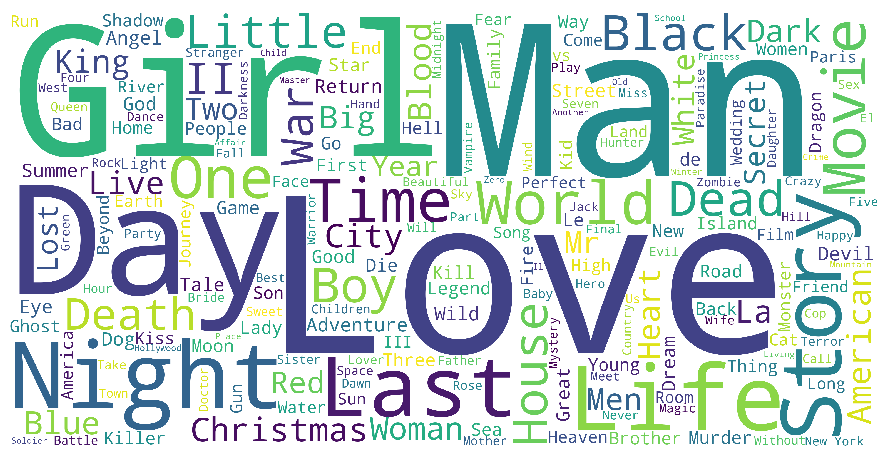 Girl
Man
Love
Day
Night
Last
Life
Story
Movie
Black
Little
World
Time
Boy
House
Dead
One
Death
King
II
War
Big
Blood
White
Secret
Dark
City
Heart
American
Christmas
Woman
Red
Blue
Men
La
Mr
Live
Lost
Two
Year
Shadow
Angel
Run
Stranger
Child
Four
West
River
God
Queen
Dance
Bad
Home
People
Darkness
Master
Hand
Return
Star
End
Fear
Family
Midnight
Hell
Go
First
Way
Come
vs
Play
Street
Seven
School
Princess
Old
Miss
Another
Women
Paris
Sex
El
Dragon
Wedding
Daughter
Paradise
Land
Hunter
Kid
de
Vampire
Wind
Crime
Winter
Zombie
Crazy
Five
Summer
Rock
Light
Affair
Fall
Face
Beautiful
Zero
Perfect
Sky
Part
Jack
Le
Will
Song
Final
New
Island
Hill
Film
Happy
Evil
Devil
Earth
Game
Journey
Beyond
Green
Party
Warrior
Good
Die
Kill
Fire
High
Legend
Wild
Hero
Il
Baby
Road
Back
Friend
Monster
Us
Wife
Country
Cop
Mountain
Tale
Hour
Best
Son
Bride
Eye
Ghost
Sweet
Children
Lady
Adventure
III
Dog
Kiss
Moon
America
Hollywood
Place
Take
Town
Doctor
Gun
Sister
Space
Dawn
Sun
Water
Lover
Three
Father
Rose
Sea
Mother
Great
Mystery
Young
Meet
Never
Dream
Room
Magic
Cat
Thing
Terror
Call
Living
Long
Heaven
Brother
Murder
Without
New York
Soldier
Battle
Killer